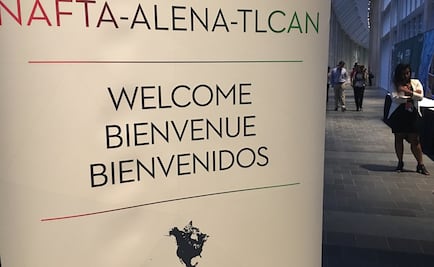 NAFTA-ALENA-TLCAN
WELCOME
BIENVENUE
BIENVENIDOS